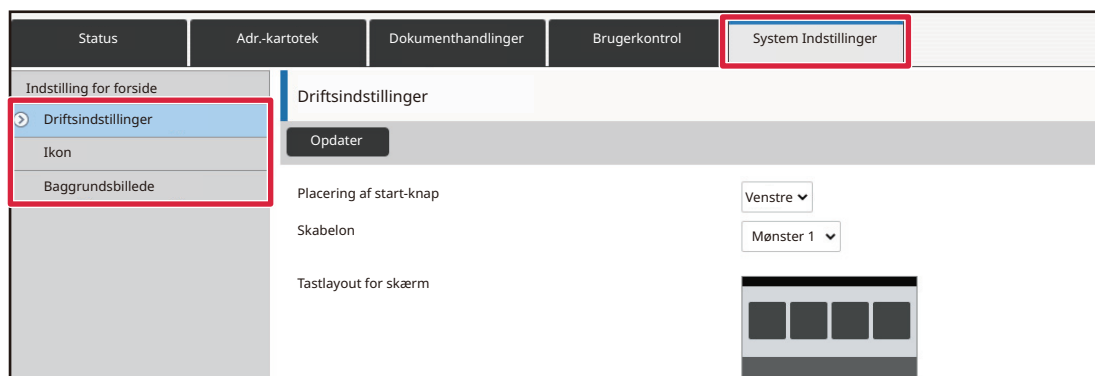 Status
Adr.-kartotek
Dokumenthandlinger
Brugerkontrol
System Indstillinger
Indstilling for forside
Driftsindstillinger
Ikon
Baggrundsbillede
Driftsindstillinger
Opdater
Placering af start-knap
Venstre
Skabelon
Mønster 1
Tastlayout for skærm